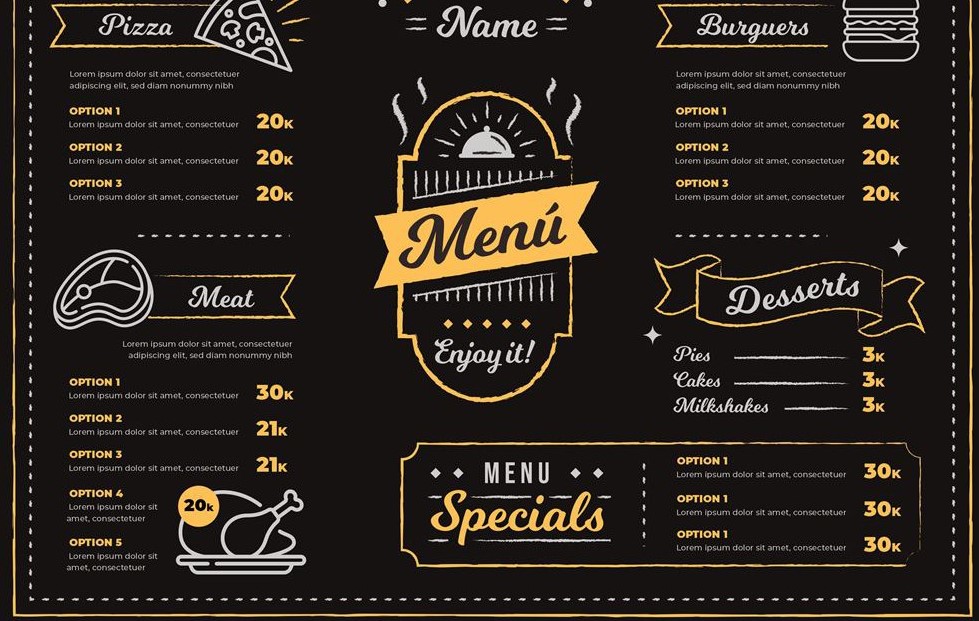 Pizza
Lorem ipsum dolor sit amet, consectetuer
adipiscing elit, sed diam nonummy nibh
OPTION 1
Lorem ipsum dolor sit amet, consectetuer
20K
OPTION 2
Lorem ipsum dolor sit amet, consectetuer
20K
OPTION 3
Lorem ipsum dolor sit amet, consectetuer
20K
Meat
Lorem ipsum dolor sit amet, consectetuer
adipiscing elit, sed diam nonummy nibh
OPTION 1
Lorem ipsum dolor sit amet, consectetuer
30K
OPTION 2
Lorem ipsum dolor sit amet, consectetuer
21K
OPTION 3
Lorem ipsum dolor sit amet, consectetuer
21K
OPTION 4
Lorem ipsum dolor sit
amet, consectetuer
20K
OPTION 5
Lorem ipsum dolor sit
amet, consectetuer
Name
Menú
Enjoy it!
Burguers
Lorem ipsum dolor sit amet, consectetuer
adipiscing elit, sed diam nonummy nibh
OPTION 1
Lorem ipsum dolor sit amet, consectetuer
20K
OPTION 2
Lorem ipsum dolor sit amet, consectetuer
20K
OPTION 3
Lorem ipsum dolor sit amet, consectetuer
20K
Desserts
Pies 3K
Cakes 3K
Milkshakes 3K
MENU
Specials
OPTION 1
Lorem ipsum dolor sit amet, consectetuer
30K
OPTION 1
Lorem ipsum dolor sit amet, consectetuer
30K
OPTION 1
Lorem ipsum dolor sit amet, consectetuer
30K